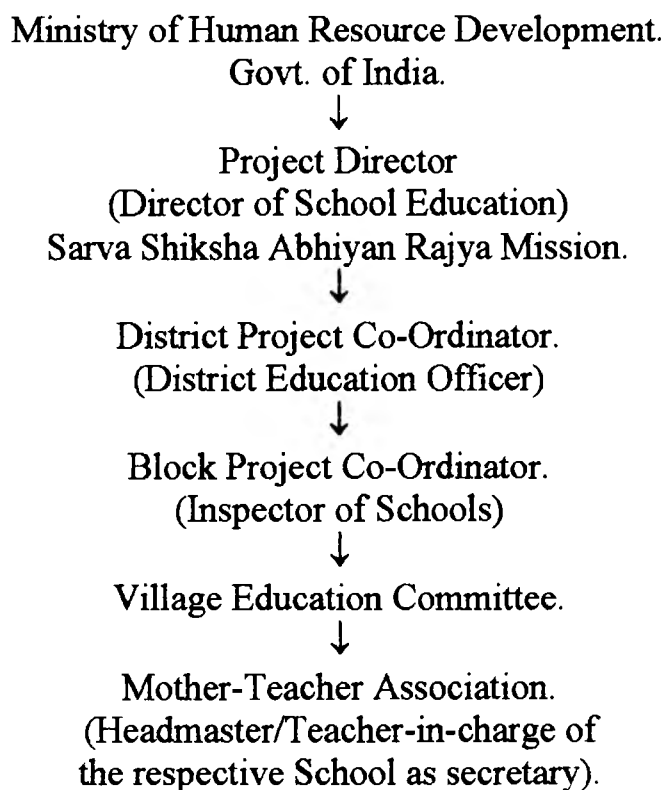 Ministry of Human Resource Development.
Govt. of India.
↓
Project Director
(Director of School Education)
Sarva Shiksha Abhiyan Rajya Mission.
↓
District Project Co-Ordinator.
(District Education Officer)
↓
Block Project Co-Ordinator.
(Inspector of Schools)
↓
Village Education Committee.
↓
Mother-Teacher Association.
(Headmaster/Teacher-in-charge of
the respective School as secretary).